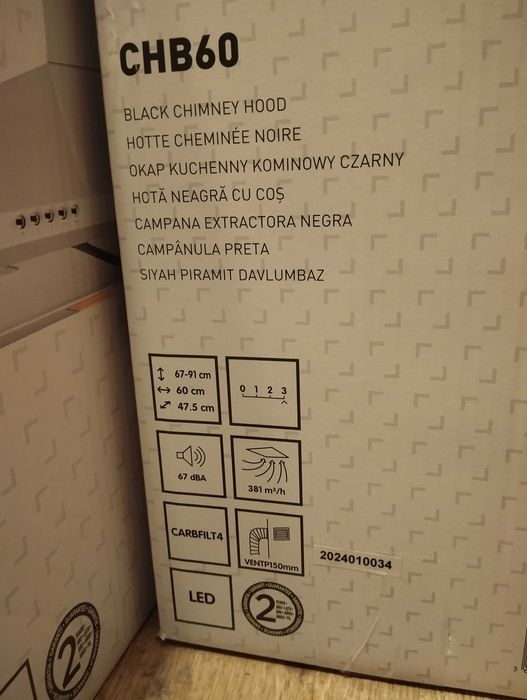 CHB60
BLACK CHIMNEY HOOD
HOTTE CHEMINÉE NOIRE
OKAP KUCHENNY KOMINOWY CZARNY
HOTĂ NEAGRĂ CU COȘ
CAMPANA EXTRACTORA NEGRA
CAMPÂNULA PRETA
SIYAH PIRAMIT DAVLUMBAZ
67-91 cm
60 cm
47.5 cm
0 1 2 3
67 dBA
381 m³/h
CARBFILT4
VENTP150mm
2024010034
LED
2
2